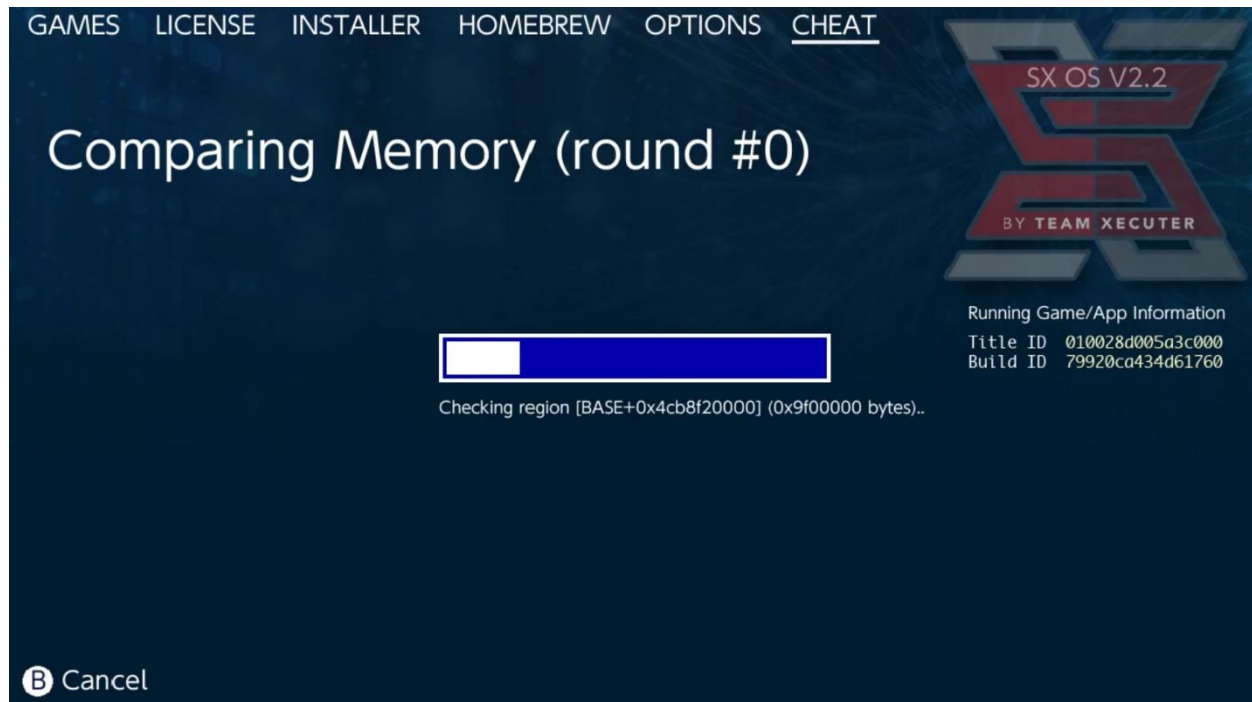 GAMES LICENSE INSTALLER HOMEBREW OPTIONS CHEAT
SX OS V2.2
BY TEAM XECUTER
Comparing Memory (round #0)
Running Game/App Information
Title ID 010028d005a3c000
Build ID 79920ca434d61760
Checking region [BASE+0x4cb8f20000] (0x9f00000 bytes)..
B Cancel